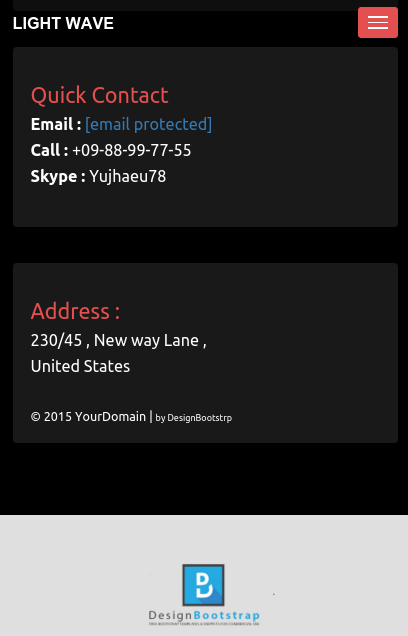 LIGHT WAVE
Quick Contact
Email : [email protected]
Call : +09-88-99-77-55
Skype : Yujhaeu78
Address :
230/45 , New way Lane ,
United States
© 2015 YourDomain | by DesignBootstrp
DesignBootstrap